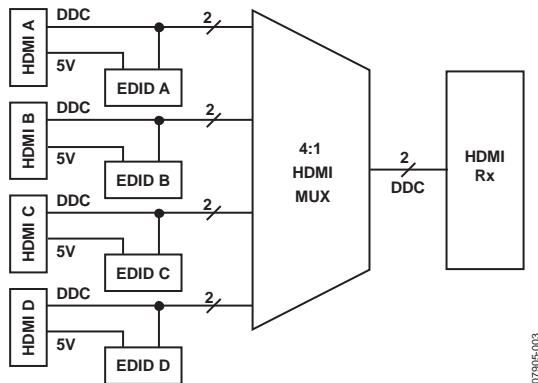 HDMI A
DDC
2
5V
EDID A
HDMI B
DDC
2
5V
EDID B
HDMI C
DDC
2
5V
EDID C
HDMI D
DDC
2
5V
EDID D
4:1
HDMI
MUX
2
DDC
HDMI
Rx
07905-003